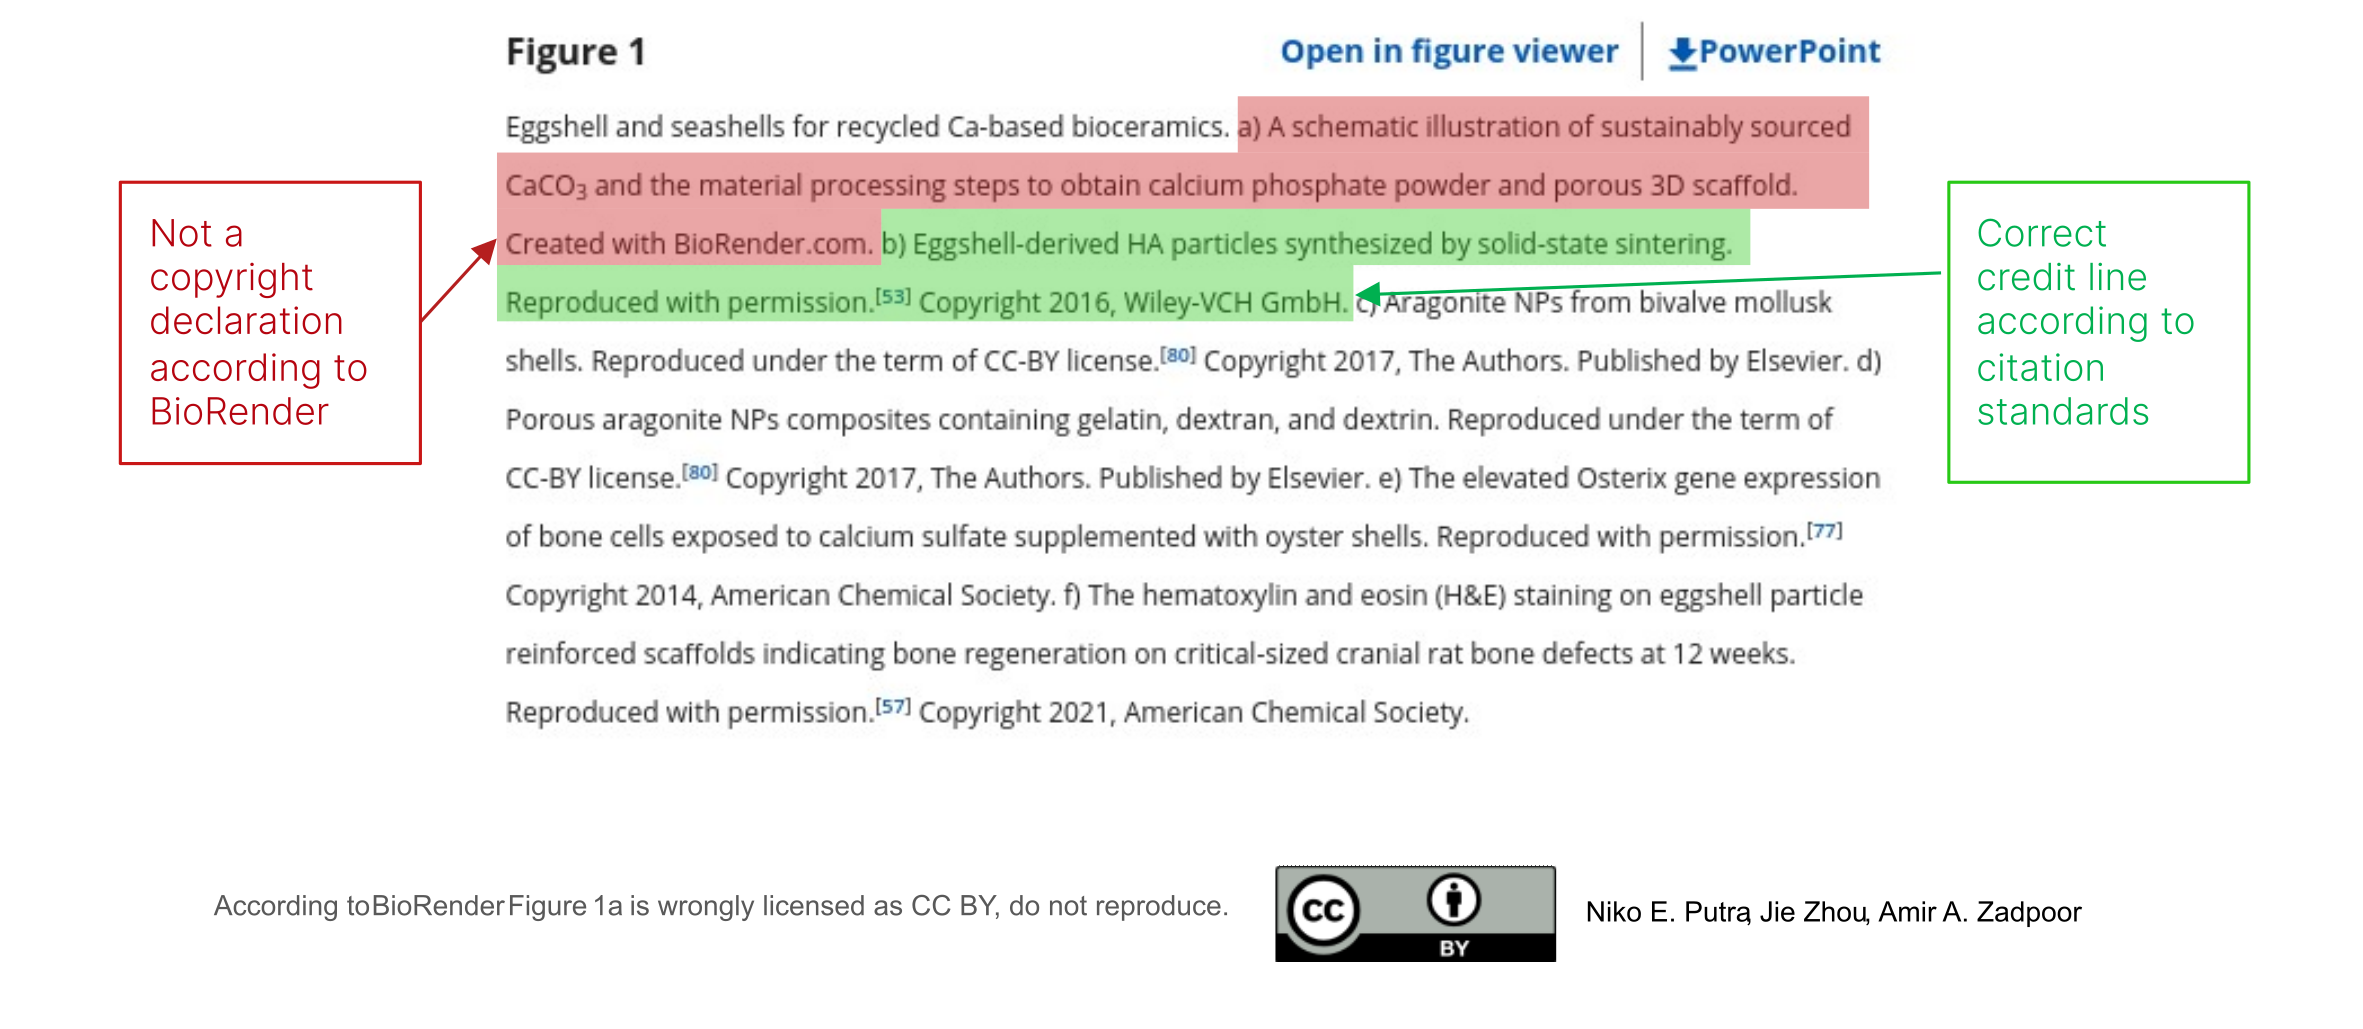 Figure 1
Open in figure viewer
PowerPoint
Eggshell and seashells for recycled Ca-based bioceramics. a) A schematic illustration of sustainably sourced
CaCO₃ and the material processing steps to obtain calcium phosphate powder and porous 3D scaffold.
Created with BioRender.com. b) Eggshell-derived HA particles synthesized by solid-state sintering.
Reproduced with permission.[53] Copyright 2016, Wiley-VCH GmbH. c) Aragonite NPs from bivalve mollusk
shells. Reproduced under the term of CC-BY license.[80] Copyright 2017, The Authors. Published by Elsevier. d)
Porous aragonite NPs composites containing gelatin, dextran, and dextrin. Reproduced under the term of
CC-BY license.[80] Copyright 2017, The Authors. Published by Elsevier. e) The elevated Osterix gene expression
of bone cells exposed to calcium sulfate supplemented with oyster shells. Reproduced with permission.[77]
Copyright 2014, American Chemical Society. f) The hematoxylin and eosin (H&E) staining on eggshell particle
reinforced scaffolds indicating bone regeneration on critical-sized cranial rat bone defects at 12 weeks.
Reproduced with permission.[57] Copyright 2021, American Chemical Society.
Not a
copyright
declaration
according to
BioRender
Correct
credit line
according to
citation
standards
According to BioRender Figure 1a is wrongly licensed as CC BY, do not reproduce.
cc
BY
Niko E. Putra, Jie Zhou, Amir A. Zadpoor